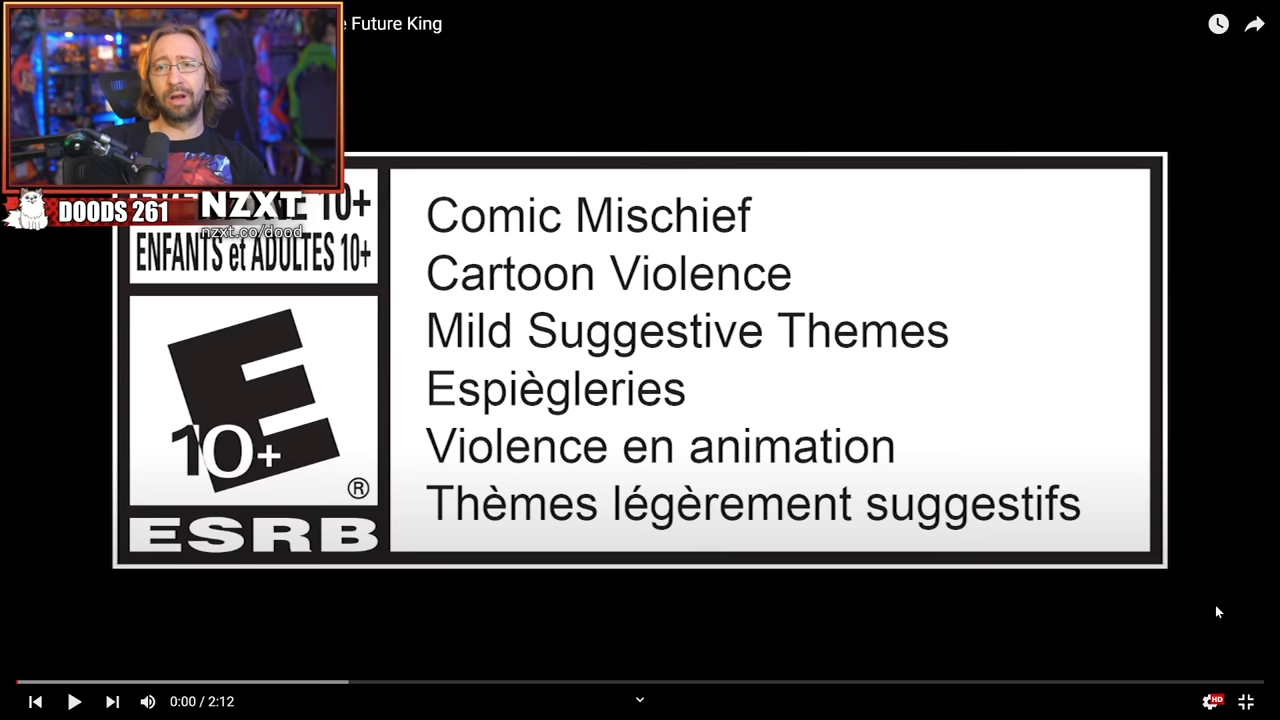 Future King
DOODS 261
NZXT
nzxt.co/dood
10+
ENFANTS et ADULTES 10+
E
10+
®
ESRB
Comic Mischief
Cartoon Violence
Mild Suggestive Themes
Espiègleries
Violence en animation
Thèmes légèrement suggestifs
0:00 / 2:12
HD